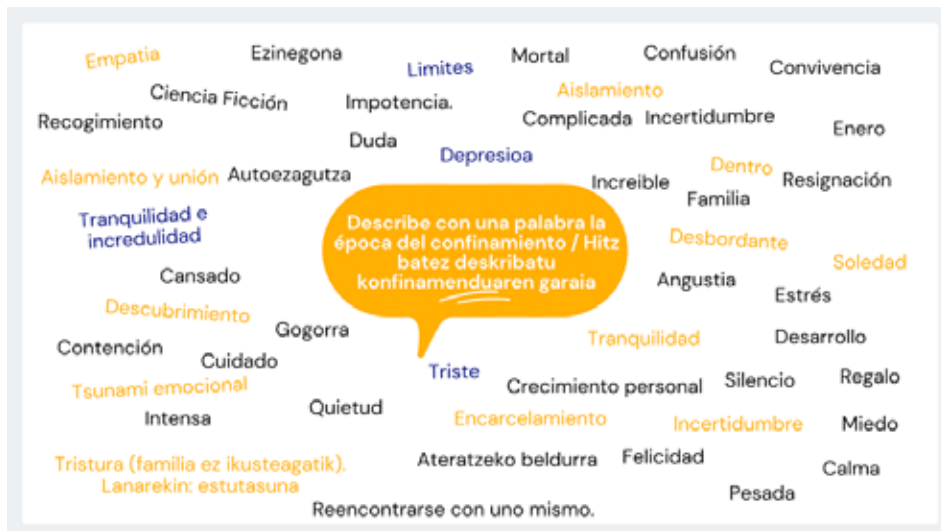 Empatia
Ezinegona
Limites
Mortal
Confusión
Convivencia
Ciencia Ficción
Impotencia.
Aislamiento
Recogimiento
Complicada
Incertidumbre
Enero
Duda
Depresioa
Aislamiento y unión
Autoezagutza
Increible
Dentro
Resignación
Familia
Tranquilidad e
incredulidad
Describe con una palabra la
época del confinamiento / Hitz
batez deskribatu
konfinamenduaren garaia
Desbordante
Soledad
Cansado
Angustia
Estrés
Descubrimiento
Gogorra
Tranquilidad
Desarrollo
Contención
Cuidado
Triste
Tsunami emocional
Crecimiento personal
Silencio
Regalo
Intensa
Quietud
Encarcelamiento
Incertidumbre
Miedo
Tristura (familia ez ikusteagatik).
Lanarekin: estutasuna
Ateratzeko beldurra
Felicidad
Calma
Pesada
Reencontrarse con uno mismo.